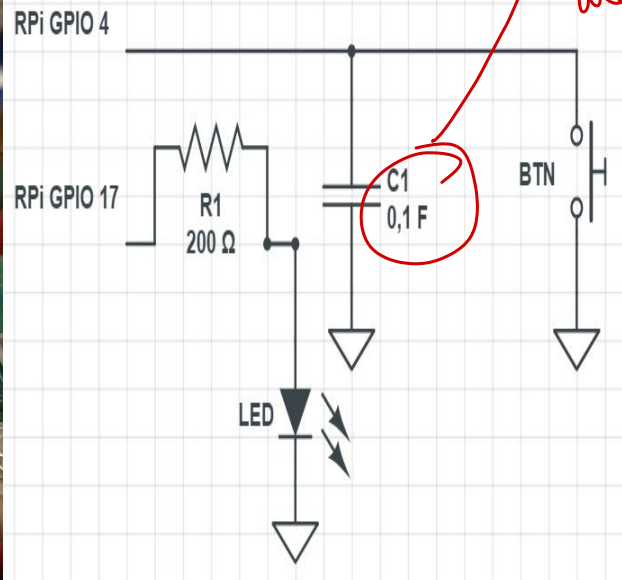 RPi GPIO 4
C1
BTN
RPi GPIO 17
R1
0,1 F
200 Ω
LED